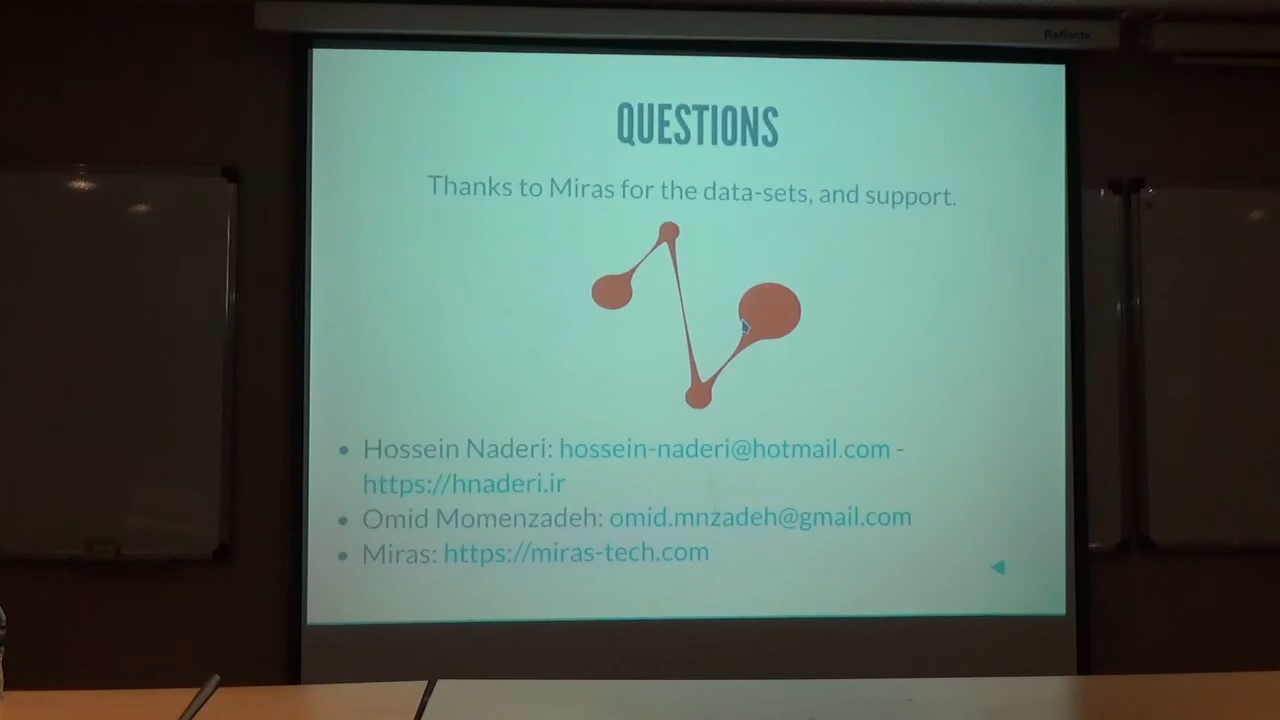 Reflecta
QUESTIONS
Thanks to Miras for the data-sets, and support.
• Hossein Naderi: hossein-naderi@hotmail.com -
https://hnaderi.ir
• Omid Momenzadeh: omid.mnzadeh@gmail.com
• Miras: https://miras-tech.com